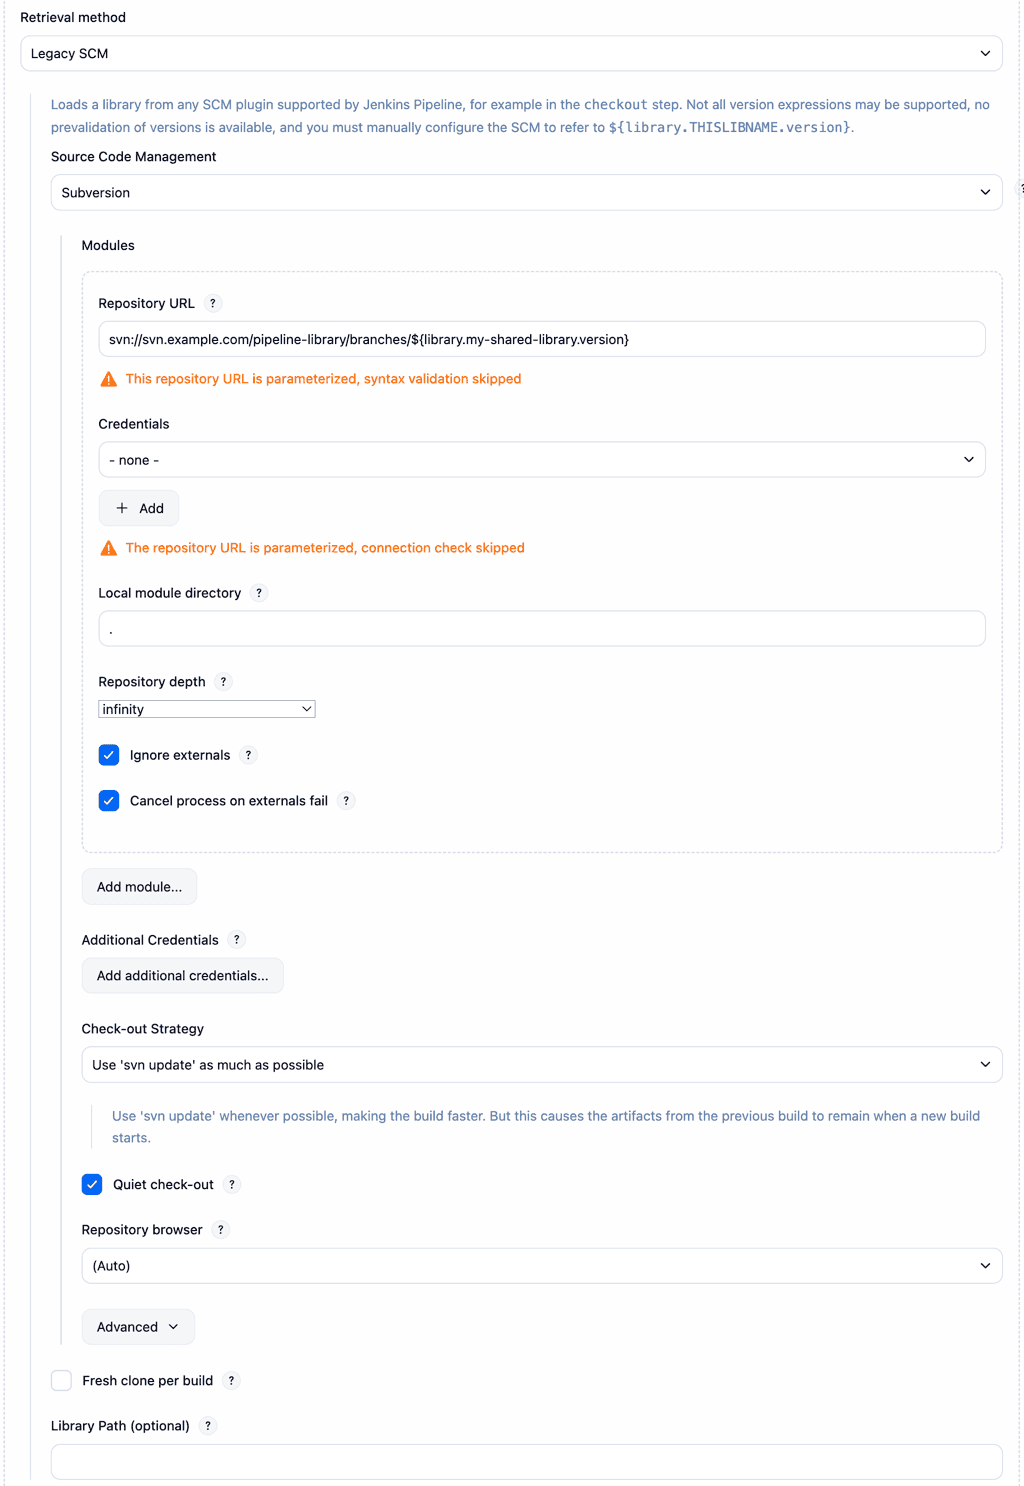 Retrieval method
Legacy SCM
Loads a library from any SCM plugin supported by Jenkins Pipeline, for example in the checkout step. Not all version expressions may be supported, no
prevalidation of versions is available, and you must manually configure the SCM to refer to ${library.THISLIBNAME.version}.
Source Code Management
Subversion
?
Modules
Repository URL ?
svn://svn.example.com/pipeline-library/branches/${library.my-shared-library.version}
This repository URL is parameterized, syntax validation skipped
Credentials
- none -
+ Add
The repository URL is parameterized, connection check skipped
Local module directory ?
.
Repository depth ?
infinity
Ignore externals ?
Cancel process on externals fail ?
Add module...
Additional Credentials ?
Add additional credentials...
Check-out Strategy
Use 'svn update' as much as possible
Use 'svn update' whenever possible, making the build faster. But this causes the artifacts from the previous build to remain when a new build
starts.
Quiet check-out ?
Repository browser ?
(Auto)
Advanced
Fresh clone per build ?
Library Path (optional) ?